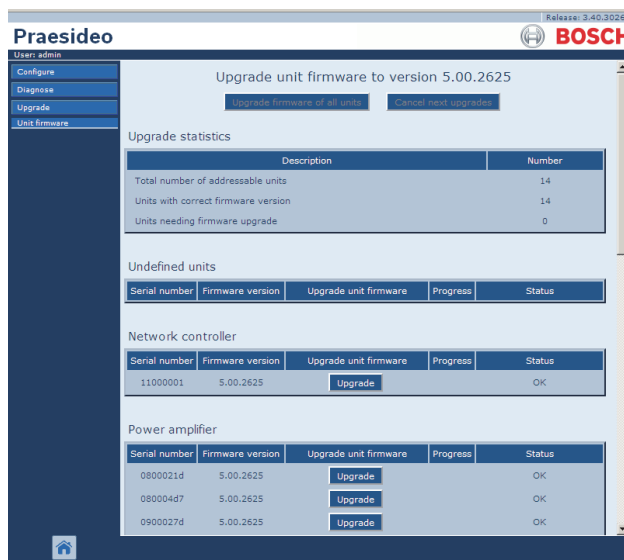 Release: 3.40.3026
Praesideo
BOSCH
User: admin
Configure
Diagnose
Upgrade
Unit firmware
Upgrade unit firmware to version 5.00.2625
Upgrade firmware of all units Cancel next upgrades
Upgrade statistics
Description Number
Total number of addressable units 14
Units with correct firmware version 14
Units needing firmware upgrade 0
Undefined units
Serial number Firmware version Upgrade unit firmware Progress Status
Network controller
Serial number Firmware version Upgrade unit firmware Progress Status
11000001 5.00.2625 Upgrade OK
Power amplifier
Serial number Firmware version Upgrade unit firmware Progress Status
0800021d 5.00.2625 Upgrade OK
080004d7 5.00.2625 Upgrade OK
0900027d 5.00.2625 Upgrade OK